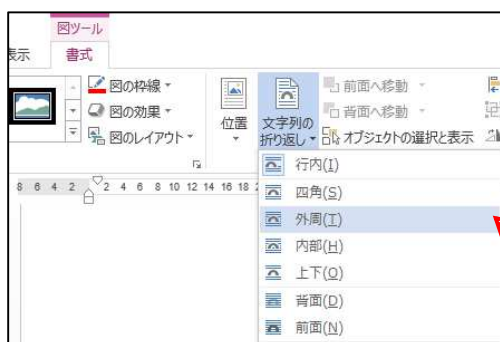 図ツール
表示 書式
図の枠線
図の効果
図のレイアウト
位置
文字列の
折り返し
前面へ移動
背面へ移動
オブジェクトの選択と表示
8 6 4 2 2 4 6 8 10 12 14 16 18
行内(I)
四角(S)
外周(T)
内部(H)
上下(O)
背面(D)
前面(N)